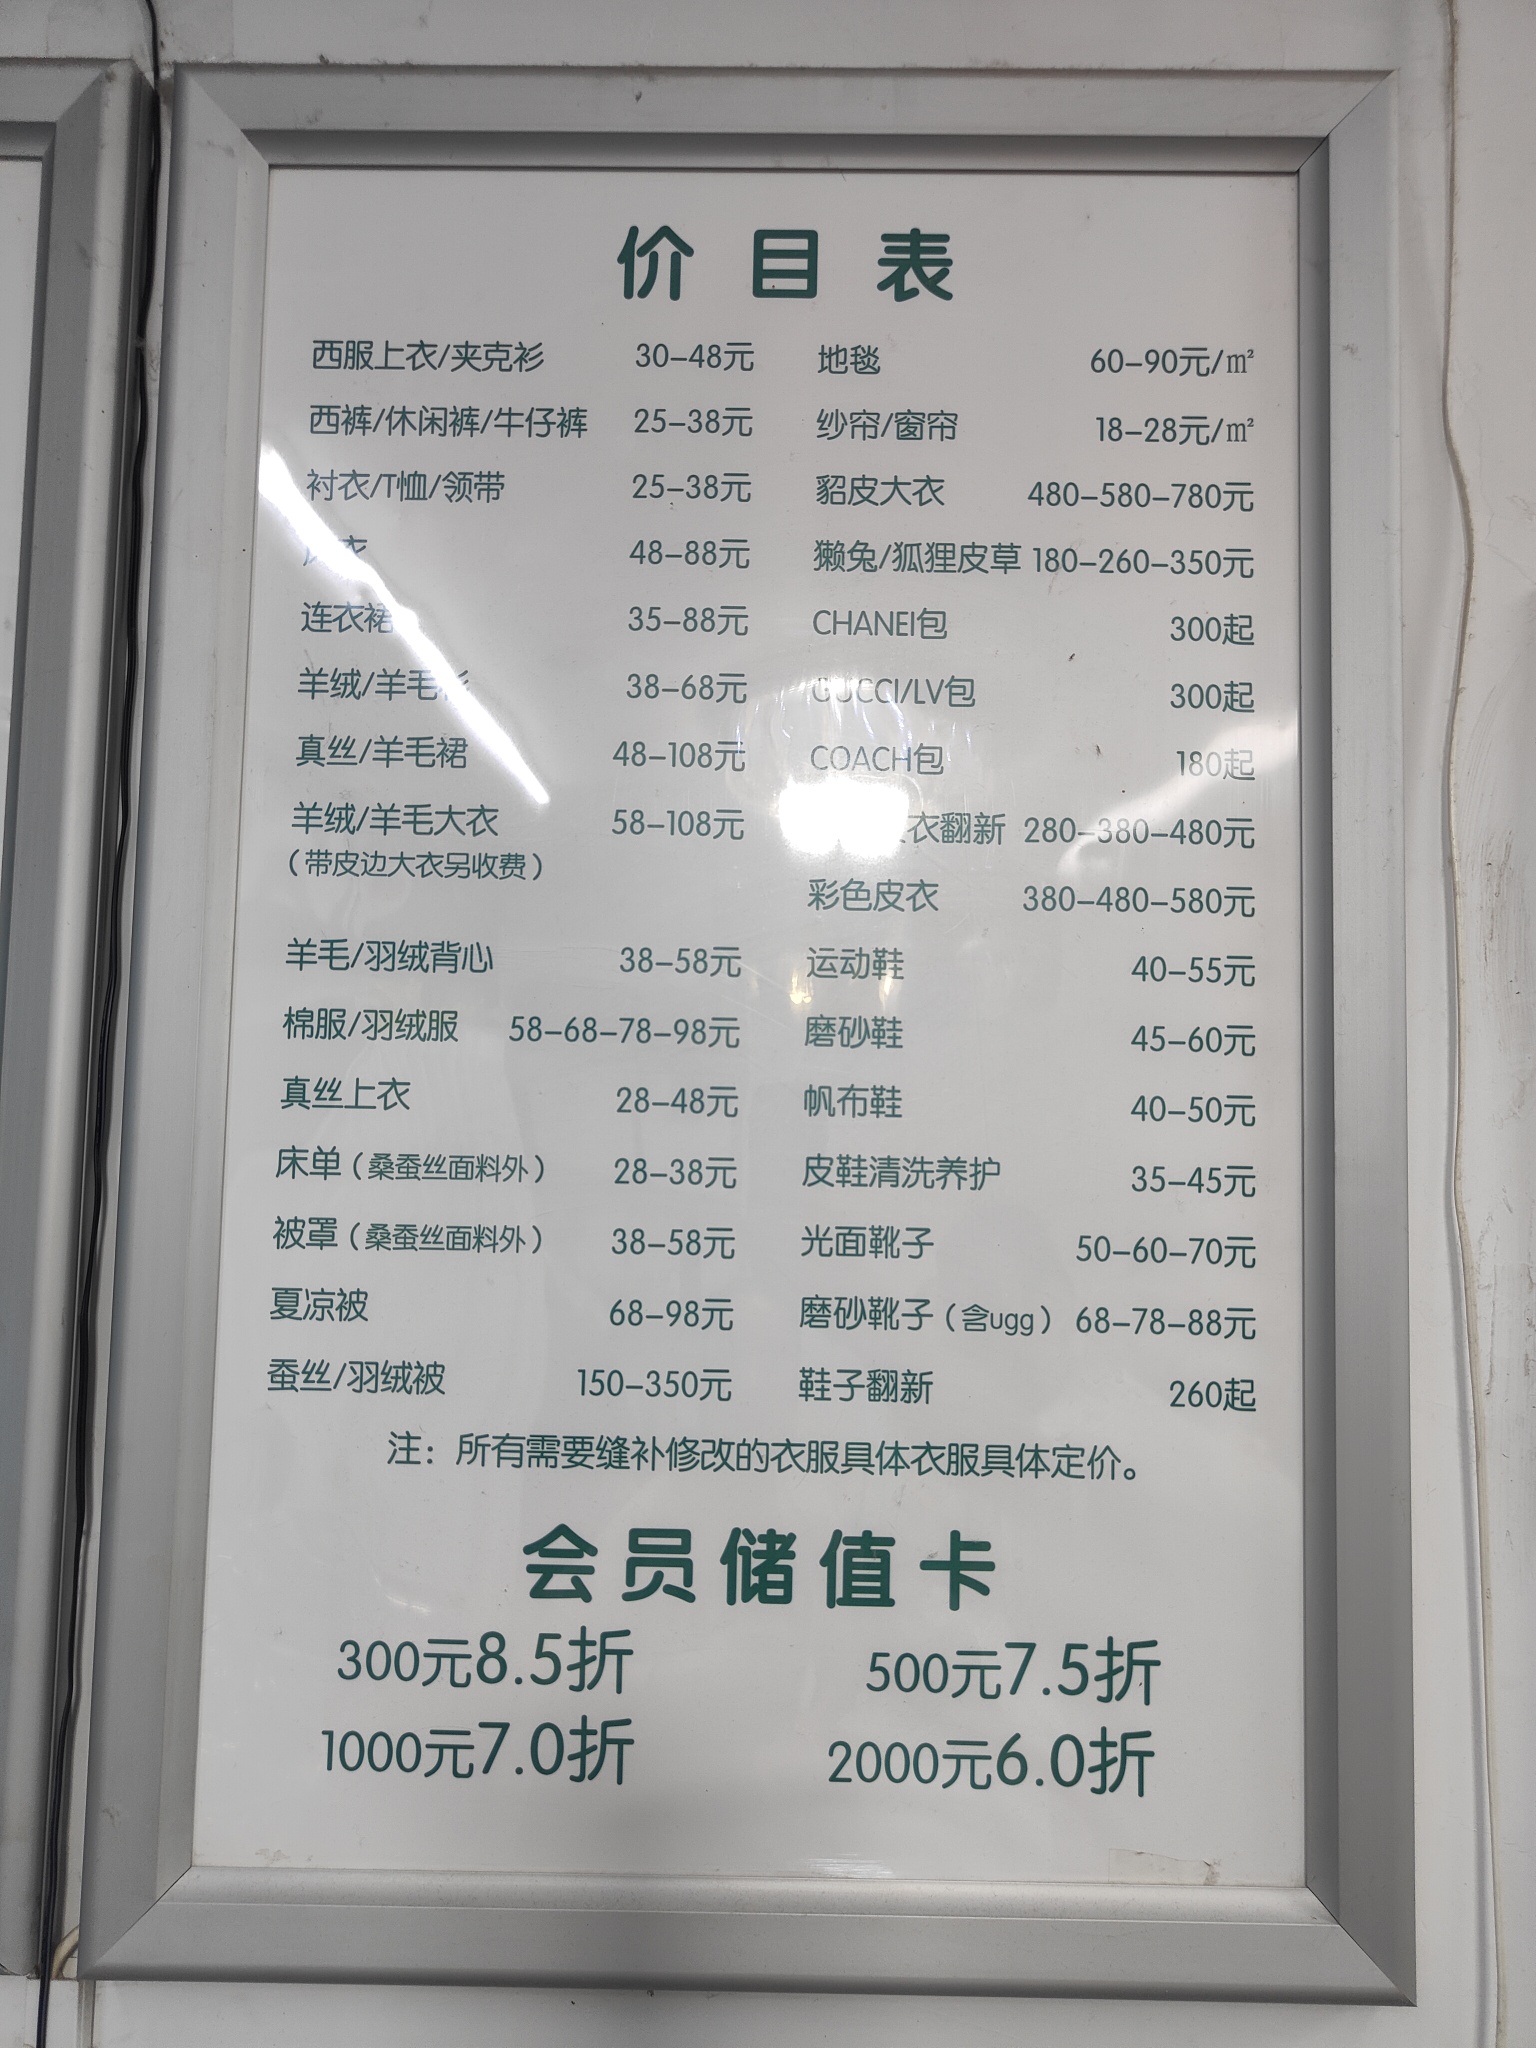 价目表
西服上衣/夹克衫 30-48元
西裤/休闲裤/牛仔裤 25-38元
衬衣/T恤/领带 25-38元
衣 48-88元
连衣裙 35-88元
羊绒/羊毛衫 38-68元
真丝/羊毛裙 48-108元
羊绒/羊毛大衣 58-108元
(带皮边大衣另收费)
羊毛/羽绒背心 38-58元
棉服/羽绒服 58-68-78-98元
真丝上衣 28-48元
床单(桑蚕丝面料外) 28-38元
被罩(桑蚕丝面料外) 38-58元
夏凉被 68-98元
蚕丝/羽绒被 150-350元
地毯 60-90元/㎡
纱帘/窗帘 18-28元/㎡
貂皮大衣 480-580-780元
獭兔/狐狸皮草 180-260-350元
CHANEl包 300起
GUCCI/LV包 300起
COACH包 180起
衣翻新 280-380-480元
彩色皮衣 380-480-580元
运动鞋 40-55元
磨砂鞋 45-60元
帆布鞋 40-50元
皮鞋清洗养护 35-45元
光面靴子 50-60-70元
磨砂靴子(含ugg) 68-78-88元
鞋子翻新 260起
注:所有需要缝补修改的衣服具体衣服具体定价。
会员储值卡
300元8.5折 500元7.5折
1000元7.0折 2000元6.0折